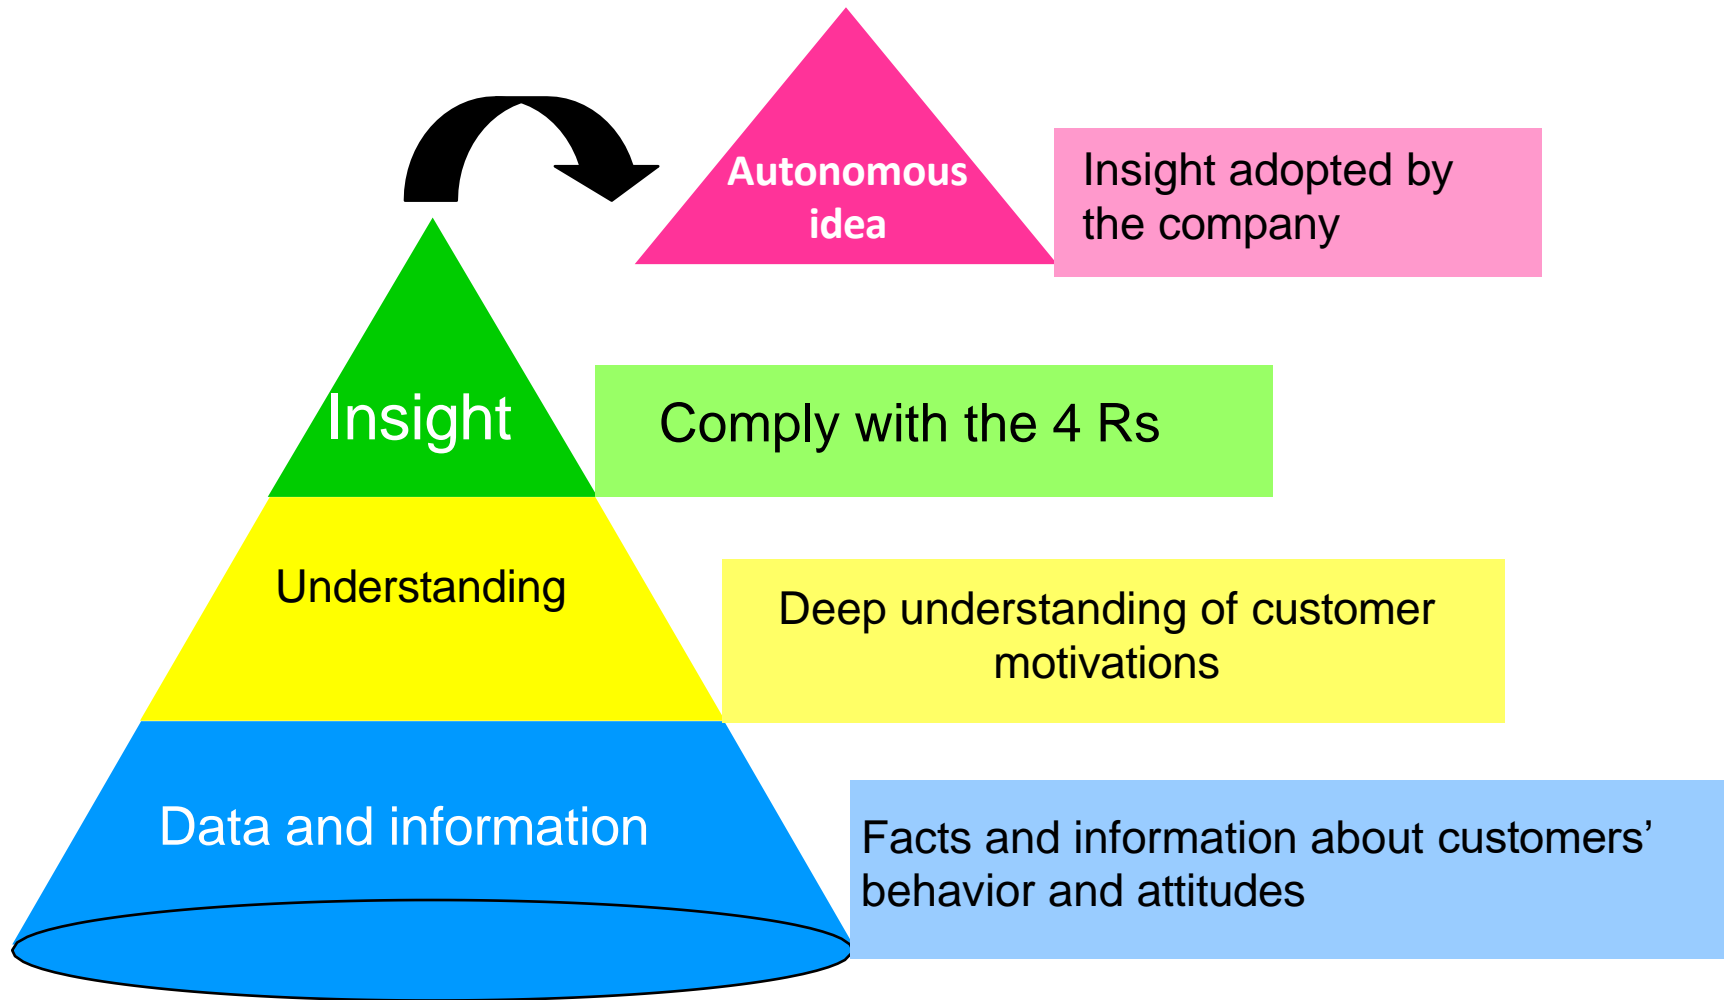 Autonomous
idea
Insight adopted by
the company
Insight
Comply with the 4 Rs
Understanding
Deep understanding of customer
motivations
Data and information
Facts and information about customers’
behavior and attitudes